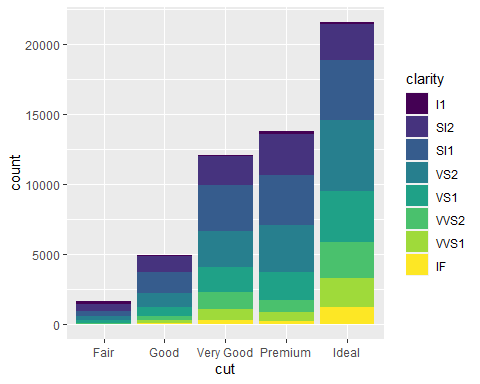 20000
15000
10000
5000
0
count
Fair Good Very Good Premium Ideal
cut
clarity
I1
SI2
SI1
VS2
VS1
VVS2
VVS1
IF